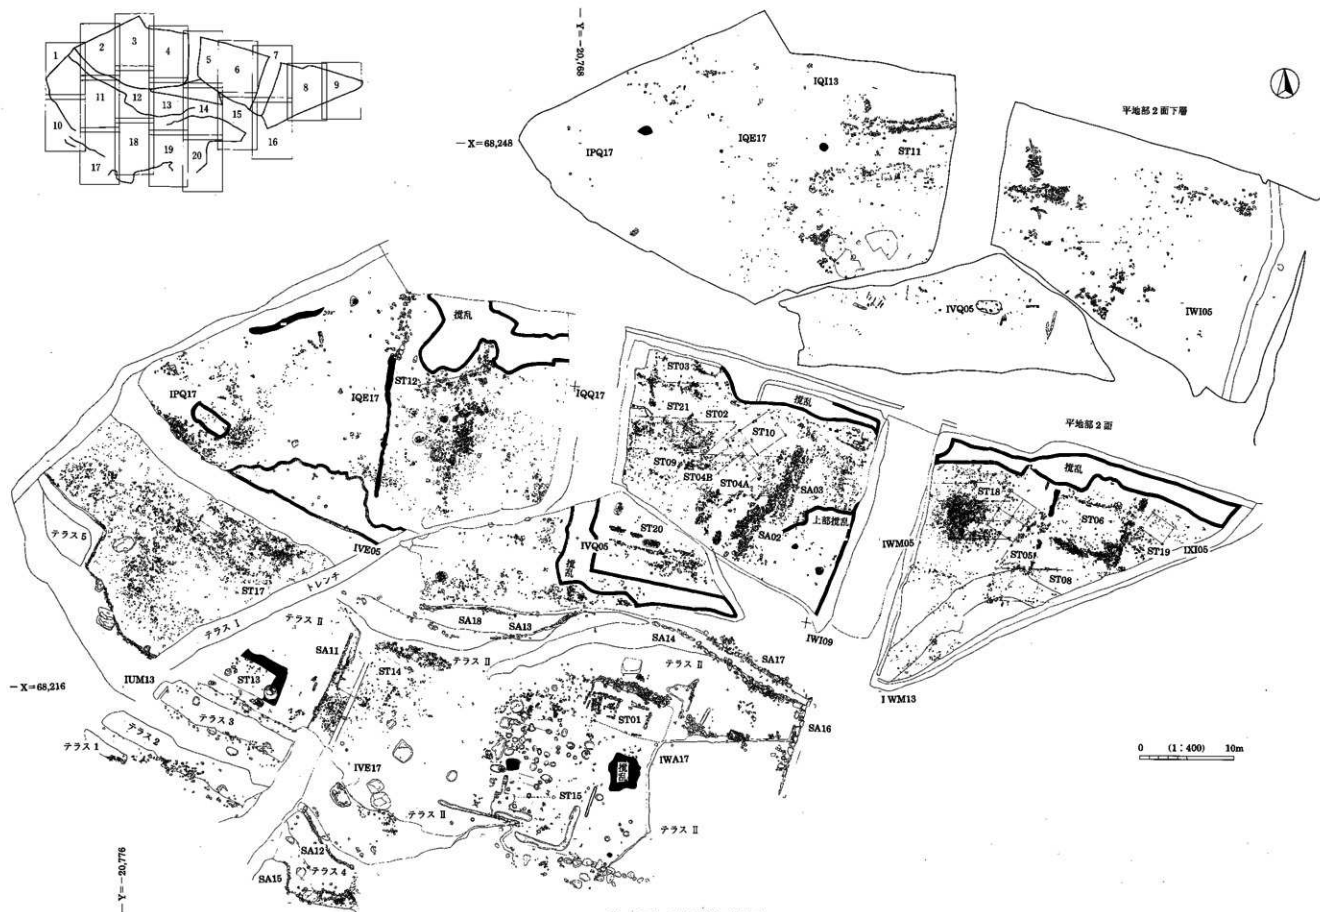 1
2
3
4
5
6
7
8
9
10
11
12
13
14
15
16
17
18
19
20
Y=-20,768
X=68,248
IQI13
IPQ17
IQE17
ST11
平地部2面下層
IVQ05
IWI05
攪乱
IPQ17
IQE17
ST12
IQQ17
ST03
攪乱
ST21
ST02
ST10
ST09
ST04B
ST04A
SA03
上部攪乱
SA02
平地部2面
攪乱
ST18
ST06
IWM05
ST05
ST19
IXI05
ST08
テラス5
ST17
IVE05
トレンチ
ST20
IVQ05
攪乱
テラスI
テラスII
SA18
SA13
SA14
SA17
IWI09
IWM13
X=68,216
IUM13
SA11
ST13
ST14
テラスII
テラスII
ST01
SA16
テラス3
テラス2
テラス1
IVE17
IWA17
攪乱
ST15
テラスII
テラスII
SA12
テラス4
SA15
Y=-20,776
0 (1:400) 10m